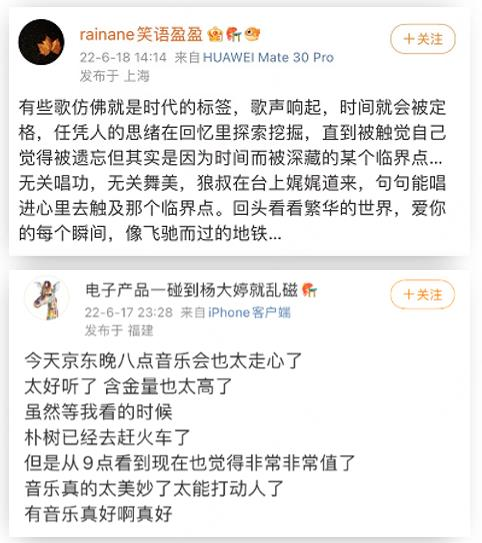 rainane笑语盈盈
+关注
22-6-18 14:14 来自HUAWEI Mate 30 Pro
发布于 上海
有些歌仿佛就是时代的标签，歌声响起，时间就会被定
格，任凭人的思绪在回忆里探索挖掘，直到被触觉自己
觉得被遗忘但其实是因为时间而被深藏的某个临界点...
无关唱功，无关舞美，狼叔在台上娓娓道来，句句能唱
进心里去触及那个临界点。回头看看繁华的世界，爱你
的每个瞬间，像飞驰而过的地铁...
电子产品一碰到杨大婷就乱磁
+关注
22-6-17 23:28 来自iPhone客户端
发布于 福建
今天京东晚八点音乐会也太走心了
太好听了 含金量也太高了
虽然等我看的时候
朴树已经去赶火车了
但是从9点看到现在也觉得非常非常值了
音乐真的太美妙了太能打动人了
有音乐真好啊真好